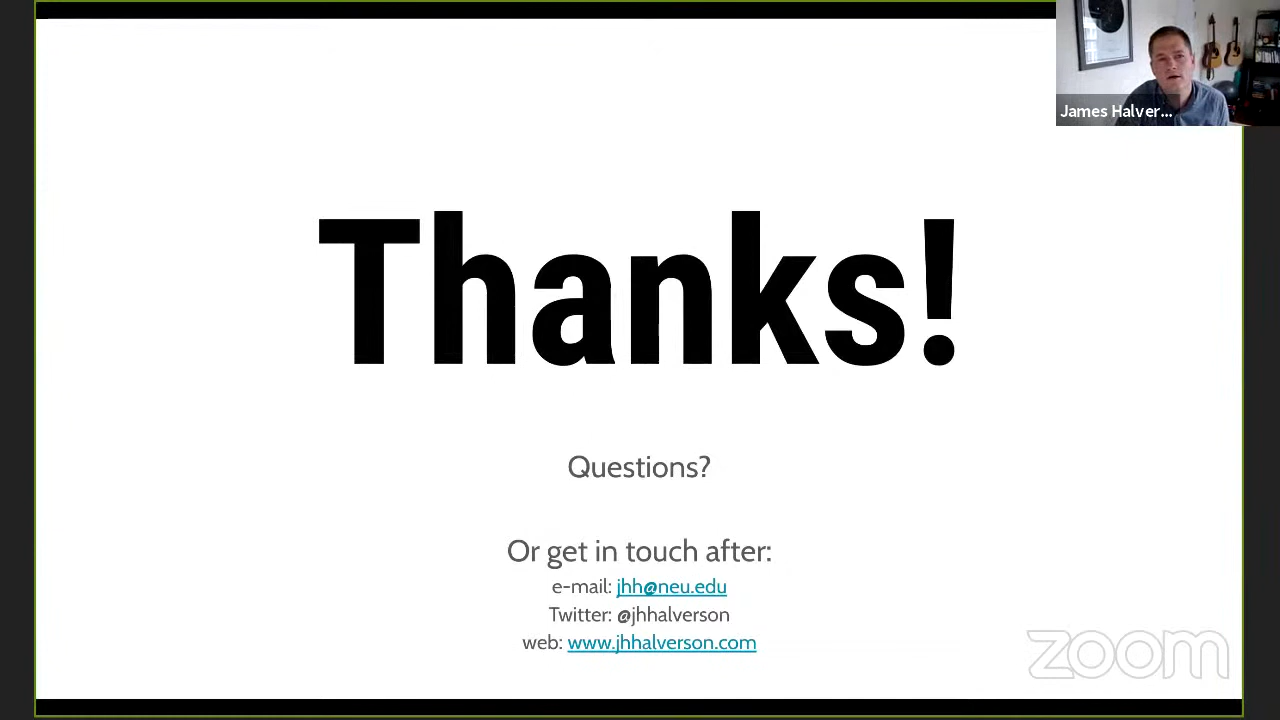 James Halver...
Thanks!
Questions?
Or get in touch after:
e-mail: jhh@neu.edu
Twitter: @jhhalverson
web: www.jhhalverson.com
zoom